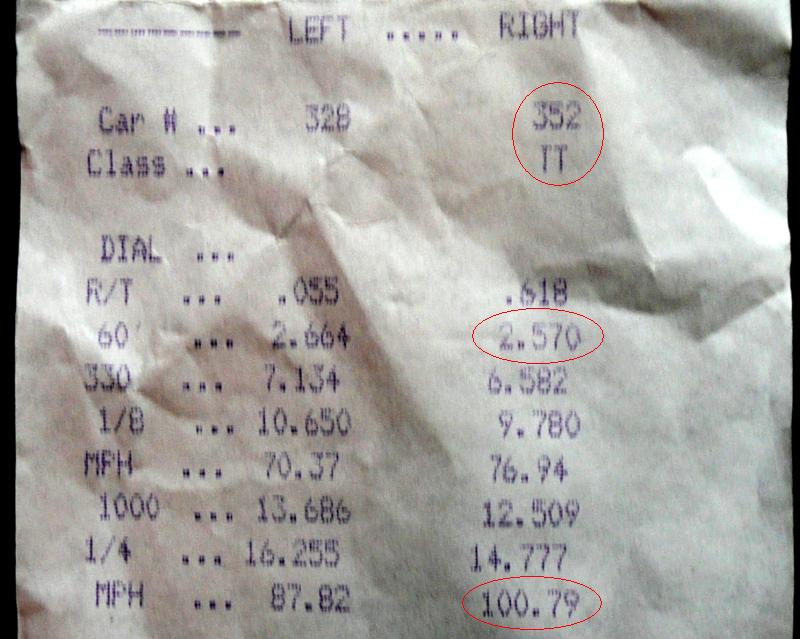 ---------- LEFT ..... RIGHT
Car # ... 328 352
Class ... TT
DIAL ...
R/T ... .055 .618
60' ... 2.664 2.570
330 ... 7.134 6.582
1/8 ... 10.650 9.780
MPH ... 70.37 76.94
1000 ... 13.686 12.509
1/4 ... 16.255 14.777
MPH ... 87.82 100.79